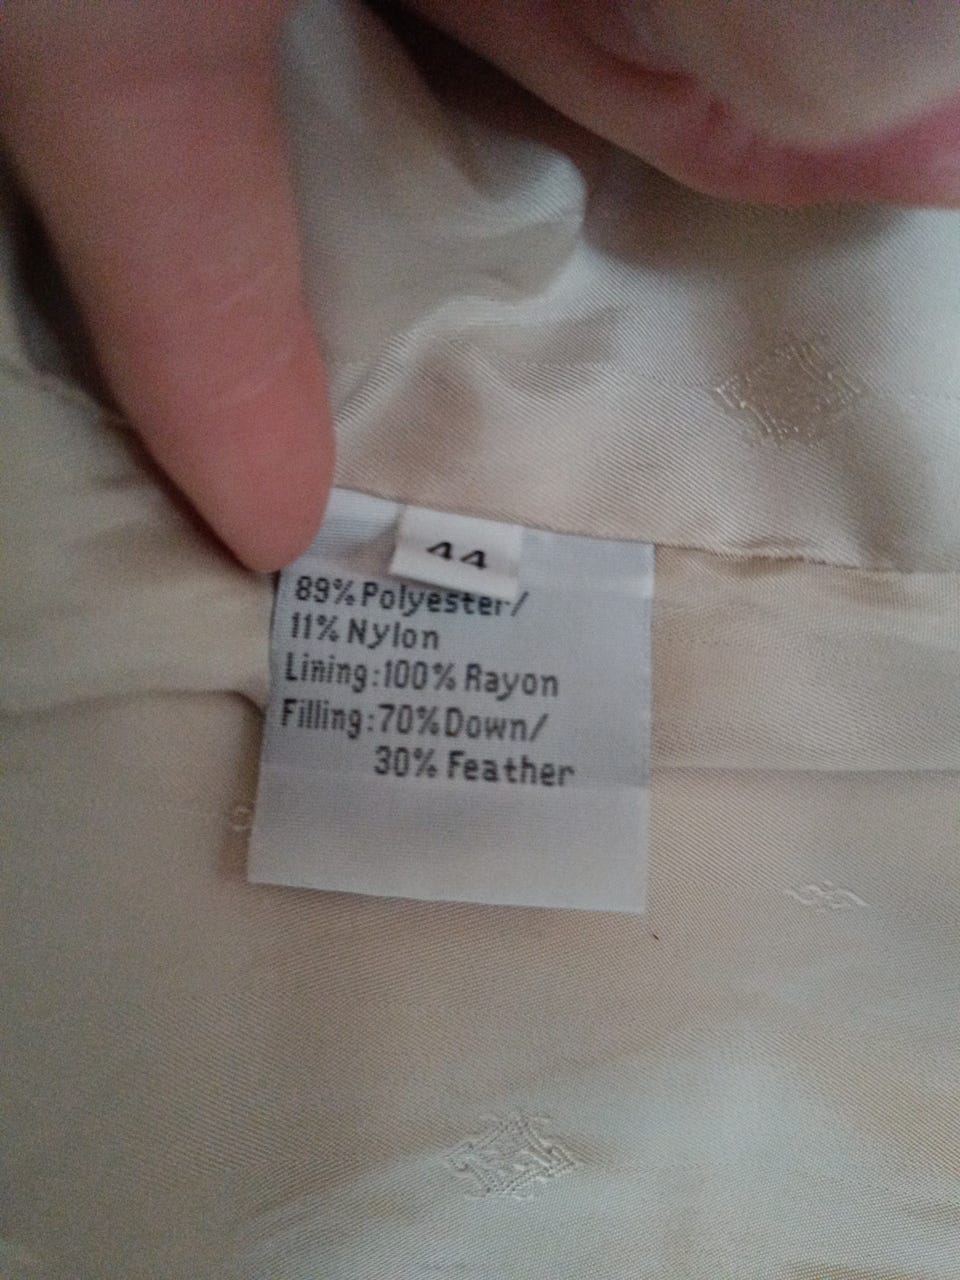 44
89% Polyester/
11% Nylon
Lining:100% Rayon
Filling:70%Down/
30% Feather